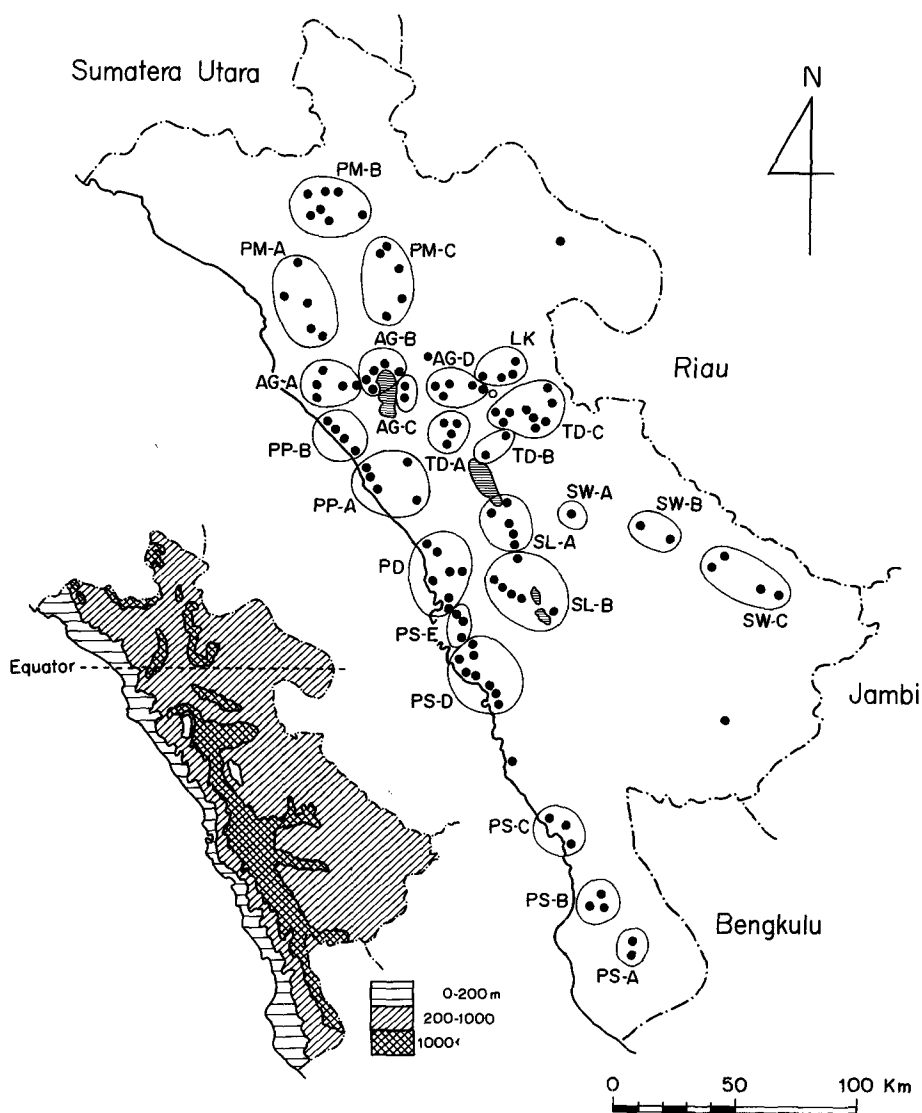 Sumatera Utara
N
PM-B
PM-A
PM-C
AG-B
LK
AG-D
Riau
AG-A
AG-C
TD-C
PP-B
TD-A
TD-B
PP-A
SW-A
SW-B
SL-A
PD
SL-B
SW-C
PS-E
Equator
PS-D
Jambi
PS-C
PS-B
Bengkulu
PS-A
0-200m
200-1000
1000<
0 50 100 Km